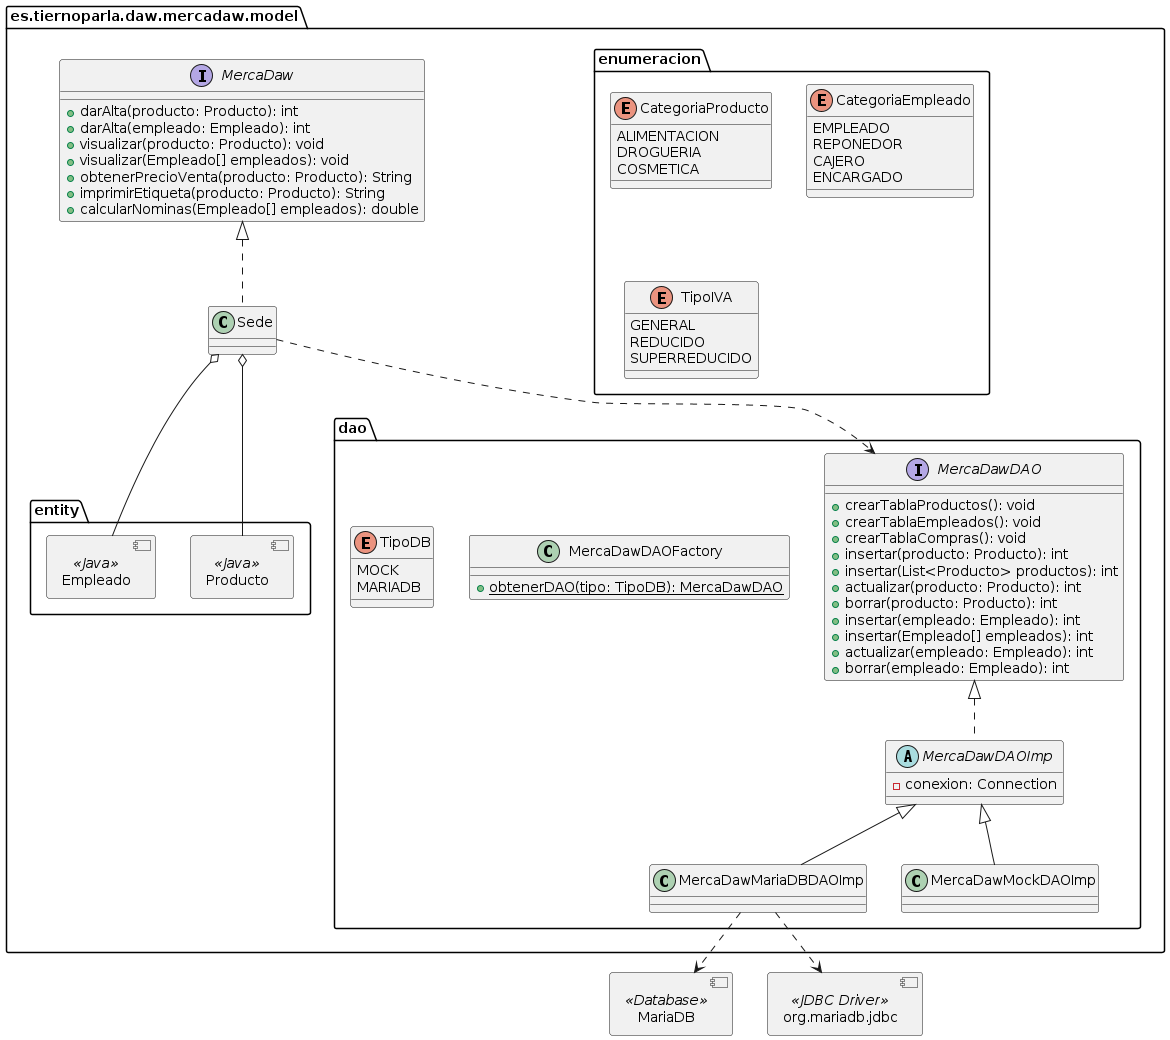 es.tiernoparla.daw.mercadaw.model
I MercaDaw
darAlta(producto: Producto): int
darAlta(empleado: Empleado): int
visualizar(producto: Producto): void
visualizar(Empleado[] empleados): void
obtenerPrecioVenta(producto: Producto): String
imprimirEtiqueta(producto: Producto): String
calcularNominas(Empleado[] empleados): double
enumeracion
E CategoriaProducto
ALIMENTACION
DROGUERIA
COSMETICA
E CategoriaEmpleado
EMPLEADO
REPONEDOR
CAJERO
ENCARGADO
E TipoIVA
GENERAL
REDUCIDO
SUPERREDUCIDO
C Sede
dao
I MercaDawDAO
crearTablaProductos(): void
crearTablaEmpleados(): void
crearTablaCompras(): void
insertar(producto: Producto): int
insertar(List<Producto> productos): int
actualizar(producto: Producto): int
borrar(producto: Producto): int
insertar(empleado: Empleado): int
insertar(Empleado[] empleados): int
actualizar(empleado: Empleado): int
borrar(empleado: Empleado): int
entity
«Java»
Empleado
«Java»
Producto
E TipoDB
MOCK
MARIADB
C MercaDawDAOFactory
obtenerDAO(tipo: TipoDB): MercaDawDAO
A MercaDawDAOImp
conexion: Connection
C MercaDawMariaDBDAOImp
C MercaDawMockDAOImp
«Database»
MariaDB
«JDBC Driver»
org.mariadb.jdbc